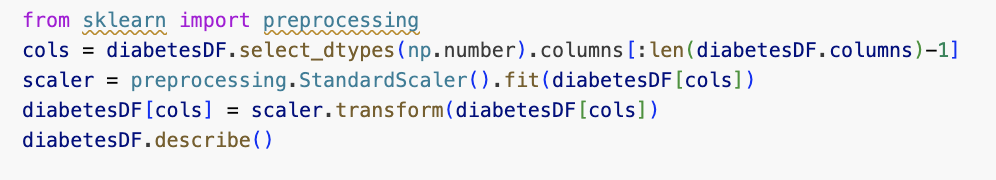 from sklearn import preprocessing
cols = diabetesDF.select_dtypes(np.number).columns[:len(diabetesDF.columns)-1]
scaler = preprocessing.StandardScaler().fit(diabetesDF[cols])
diabetesDF[cols] = scaler.transform(diabetesDF[cols])
diabetesDF.describe()